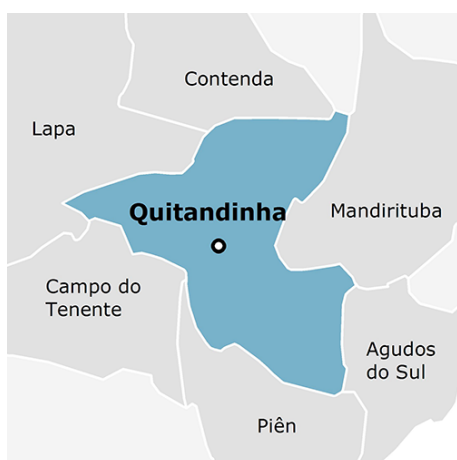 Contenda
Lapa
Quitandinha
Mandirituba
Campo do
Tenente
Agudos
do Sul
Piên